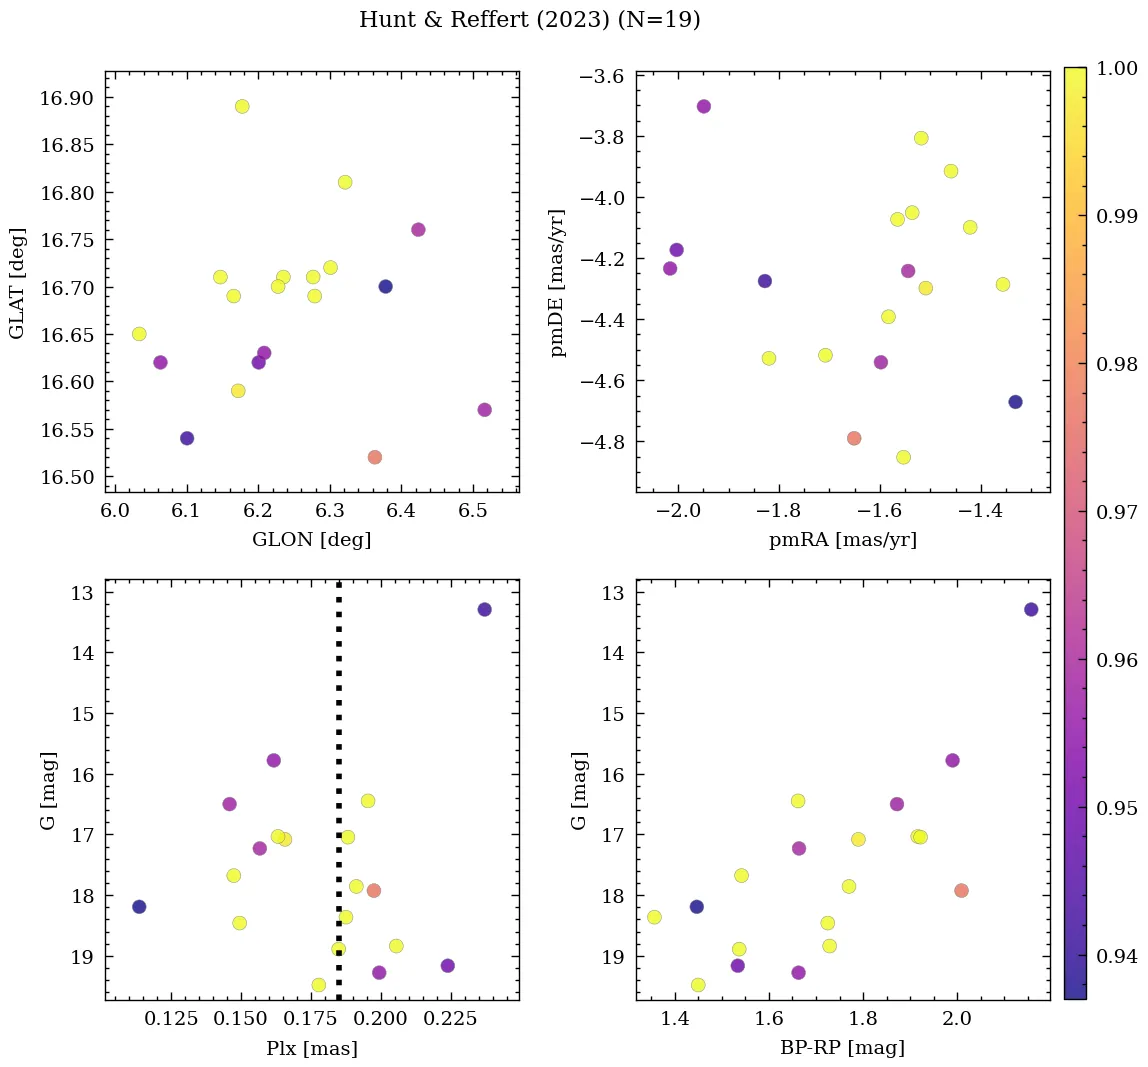 Hunt & Reffert (2023) (N=19)
16.90
16.85
16.80
16.75
16.70
16.65
16.60
16.55
16.50
GLAT [deg]
6.0 6.1 6.2 6.3 6.4 6.5
GLON [deg]
−3.6
−3.8
−4.0
−4.2
−4.4
−4.6
−4.8
pmDE [mas/yr]
−2.0 −1.8 −1.6 −1.4
pmRA [mas/yr]
13
14
15
16
17
18
19
G [mag]
0.125 0.150 0.175 0.200 0.225
Plx [mas]
13
14
15
16
17
18
19
G [mag]
1.4 1.6 1.8 2.0
BP-RP [mag]
1.00
0.99
0.98
0.97
0.96
0.95
0.94